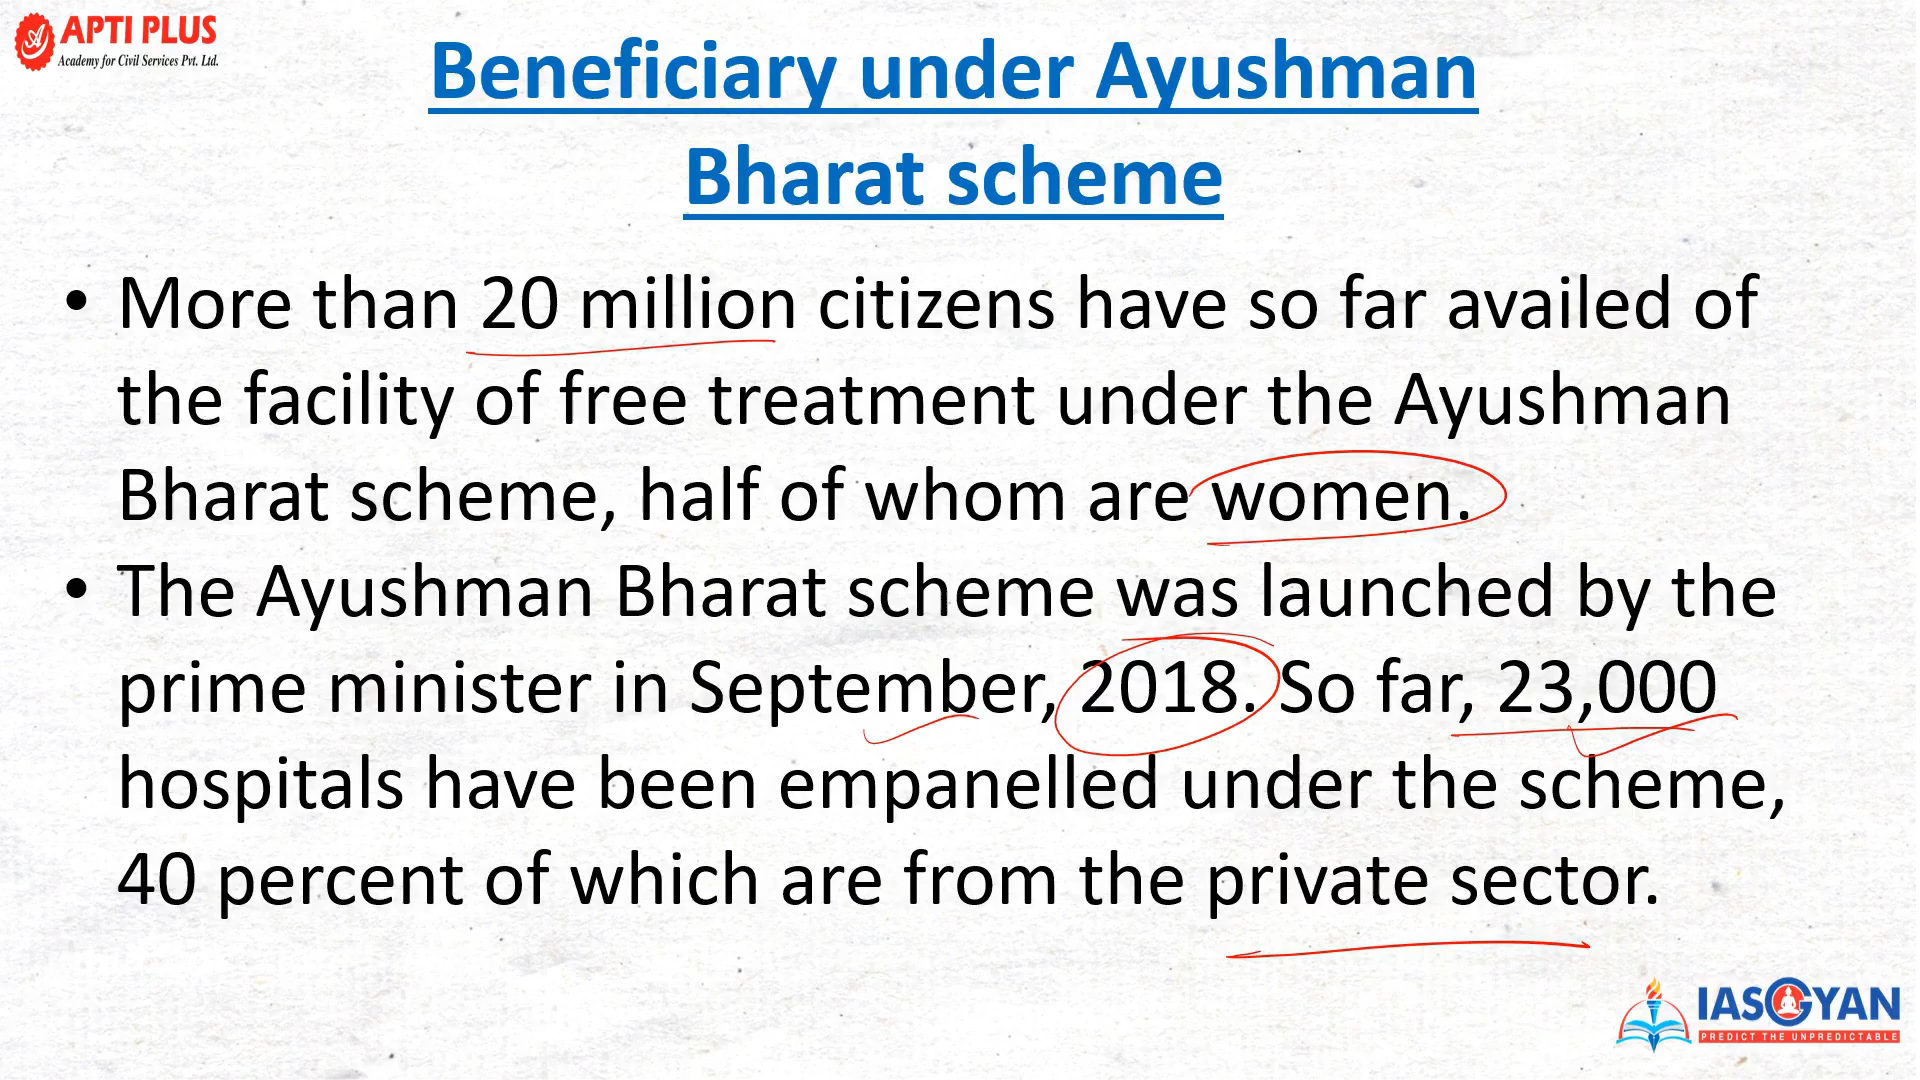 APTI PLUS
Academy for Civil Services Pvt. Ltd.
Beneficiary under Ayushman
Bharat scheme
• More than 20 million citizens have so far availed of
the facility of free treatment under the Ayushman
Bharat scheme, half of whom are women.
• The Ayushman Bharat scheme was launched by the
prime minister in September, 2018. So far, 23,000
hospitals have been empanelled under the scheme,
40 percent of which are from the private sector.
IASGYAN
PREDICT THE UNPREDICTABLE